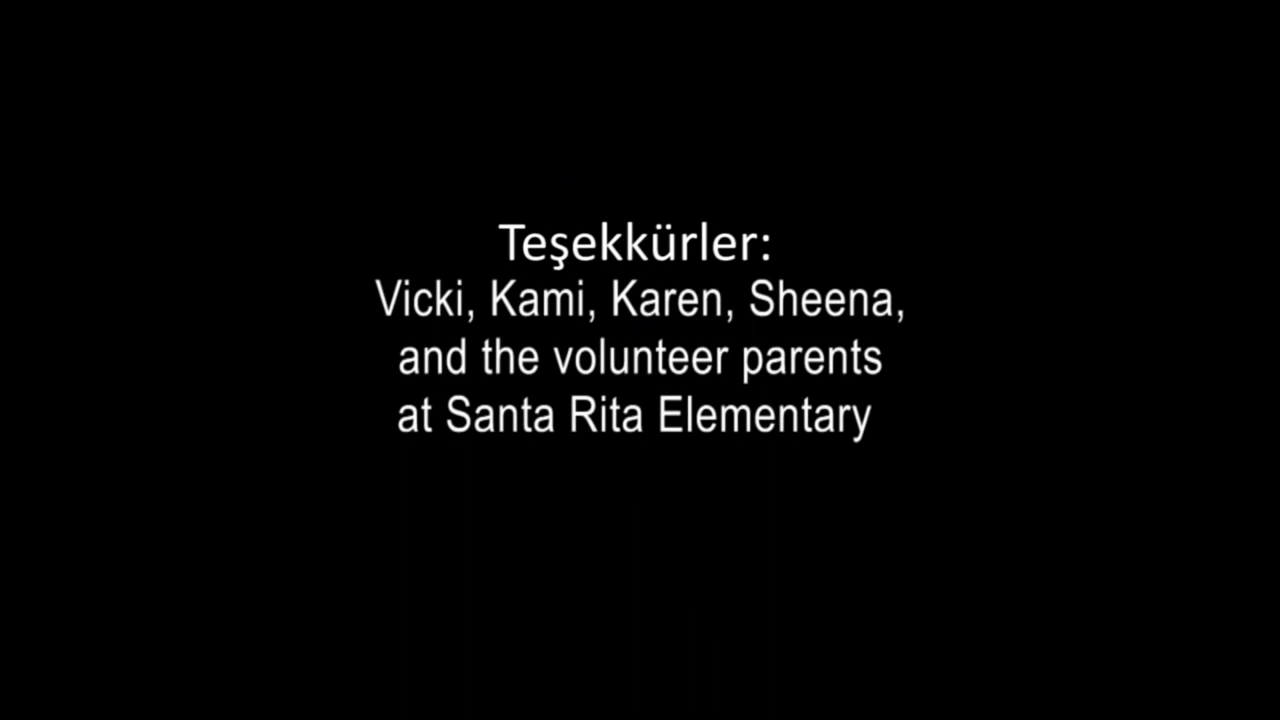 Teşekkürler:
Vicki, Kami, Karen, Sheena,
and the volunteer parents
at Santa Rita Elementary